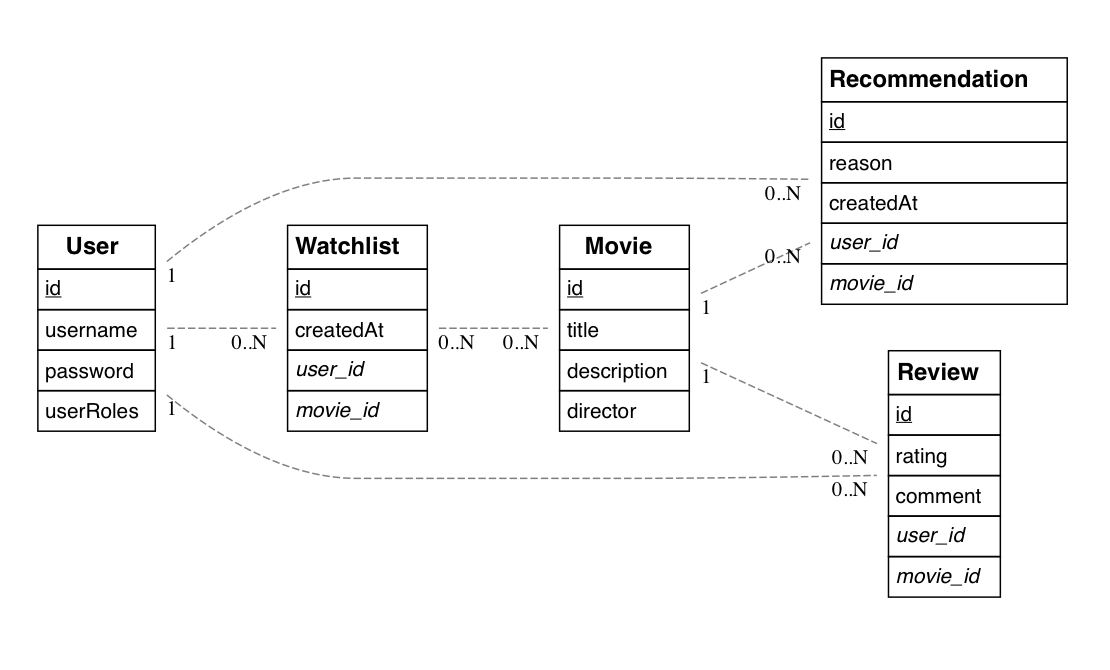 Recommendation
id
reason
createdAt
user_id
movie_id
0..N
0..N
User
id
username
password
userRoles
1
1
1
Watchlist
id
createdAt
user_id
movie_id
0..N
0..N
0..N
Movie
id
title
description
director
1
1
Review
id
rating
comment
user_id
movie_id
0..N
0..N